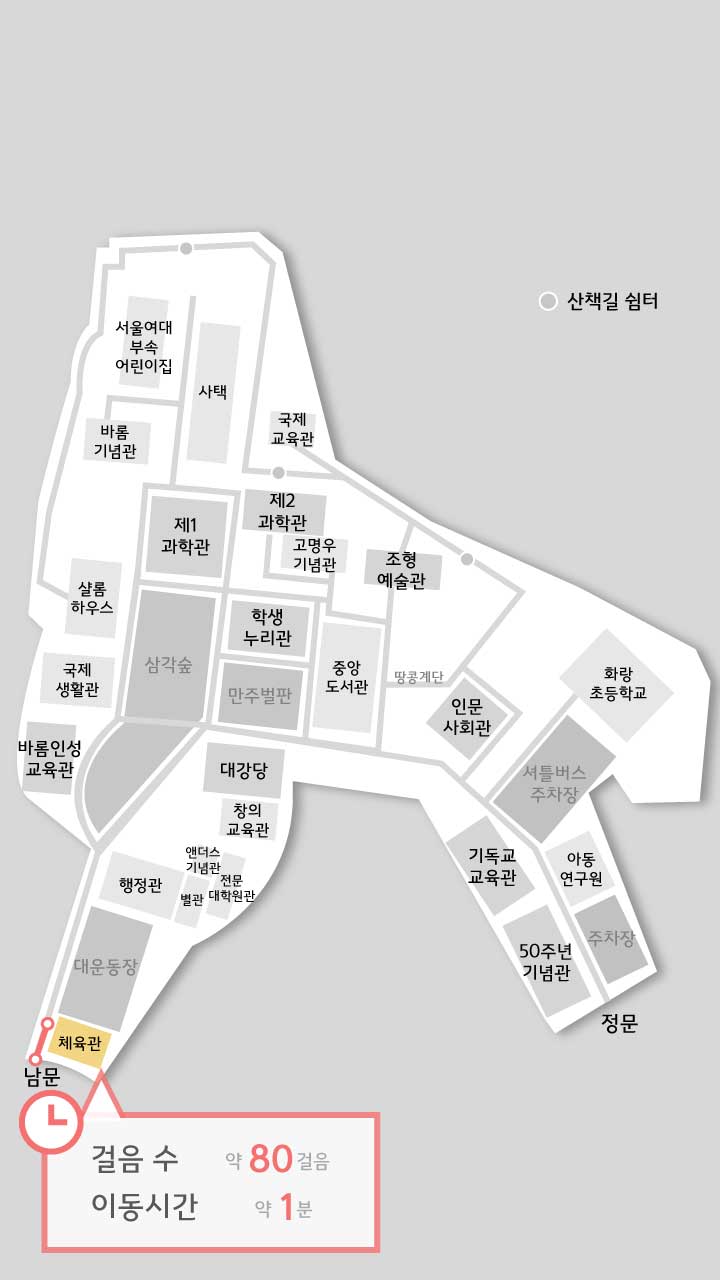 산책길 쉼터
서울여대
부속
어린이집
사택
바롬
기념관
국제
교육관
제1
과학관
제2
과학관
고명우
기념관
조형
예술관
샬롬
하우스
삼각숲
학생
누리관
만주벌판
중앙
도서관
땅콩계단
인문
사회관
화랑
초등학교
국제
생활관
바롬인성
교육관
대강당
창의
교육관
셔틀버스
주차장
앤더스
기념관
전문
대학원관
별관
행정관
기독교
교육관
아동
연구원
대운동장
50주년
기념관
주차장
정문
체육관
남문
걸음 수 약 80 걸음
이동시간 약 1 분